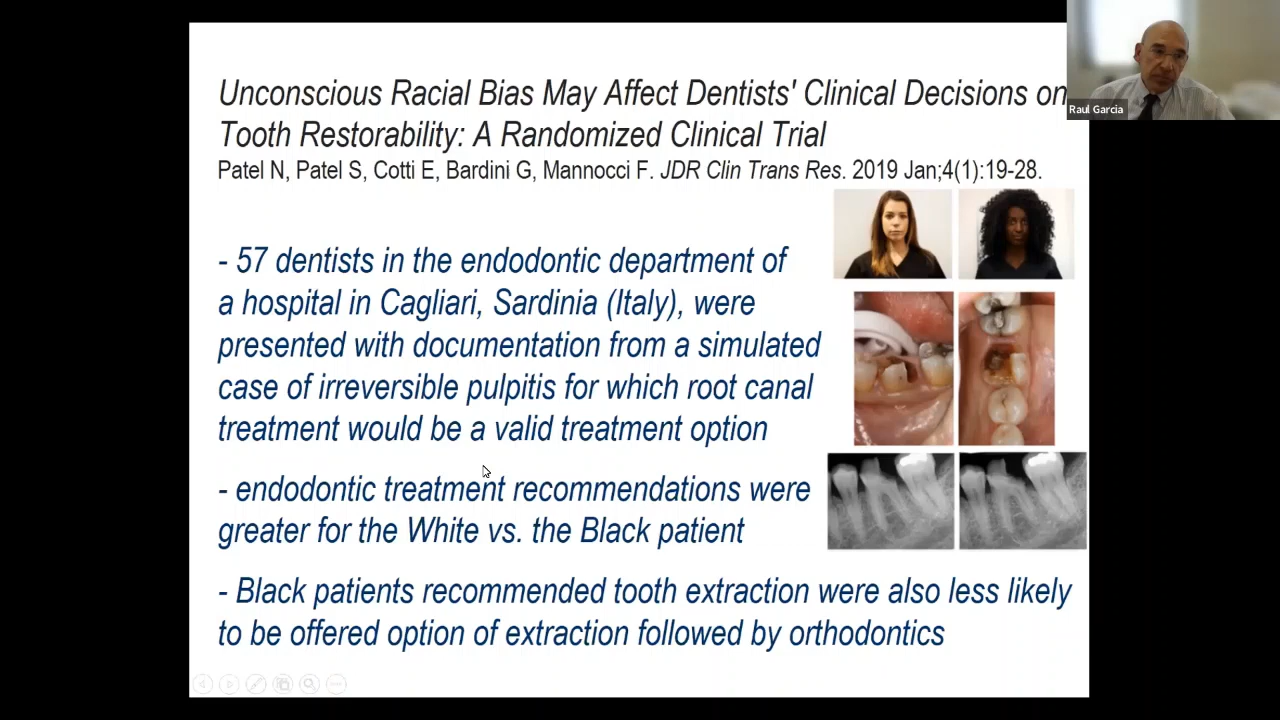 Unconscious Racial Bias May Affect Dentists' Clinical Decisions on
Tooth Restorability: A Randomized Clinical Trial
Patel N, Patel S, Cotti E, Bardini G, Mannocci F. JDR Clin Trans Res. 2019 Jan;4(1):19-28.
Raul Garcia
- 57 dentists in the endodontic department of
a hospital in Cagliari, Sardinia (Italy), were
presented with documentation from a simulated
case of irreversible pulpitis for which root canal
treatment would be a valid treatment option
- endodontic treatment recommendations were
greater for the White vs. the Black patient
- Black patients recommended tooth extraction were also less likely
to be offered option of extraction followed by orthodontics